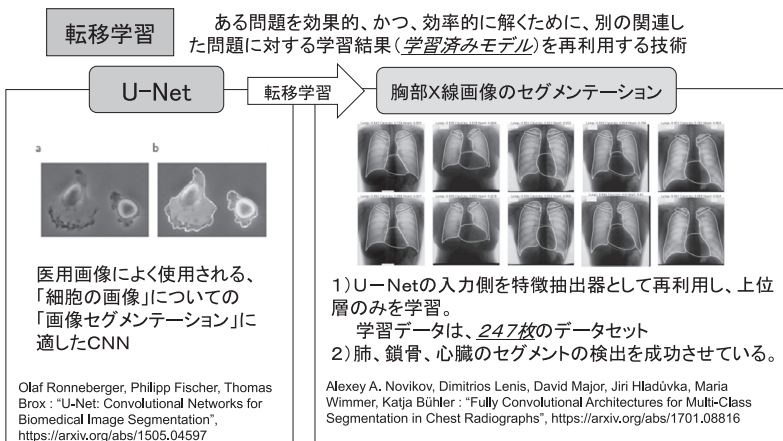 転移学習
ある問題を効果的、かつ、効率的に解くために、別の関連し
た問題に対する学習結果(学習済みモデル)を再利用する技術
U-Net
転移学習
胸部X線画像のセグメンテーション
a
b
医用画像によく使用される、
「細胞の画像」についての
「画像セグメンテーション」に
適したCNN
Olaf Ronneberger, Philipp Fischer, Thomas
Brox : “U-Net: Convolutional Networks for
Biomedical Image Segmentation”,
https://arxiv.org/abs/1505.04597
1)U-Netの入力側を特徴抽出器として再利用し、上位
層のみを学習。
学習データは、247枚のデータセット
2)肺、鎖骨、心臓のセグメントの検出を成功させている。
Alexey A. Novikov, Dimitrios Lenis, David Major, Jiri Hladůvka, Maria
Wimmer, Katja Bühler : “Fully Convolutional Architectures for Multi-Class
Segmentation in Chest Radiographs”, https://arxiv.org/abs/1701.08816